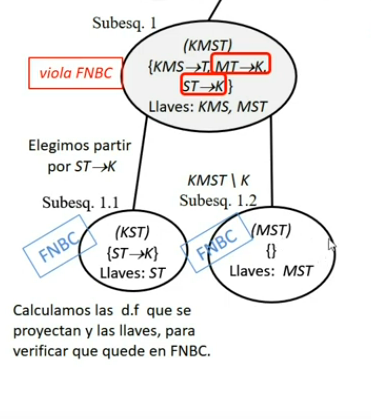 Subesq. 1
(KMST)
viola FNBC
{KMS→T, MT→K,
ST→K}
Llaves: KMS, MST
Elegimos partir
por ST→K
KMST \ K
Subesq. 1.1
Subesq. 1.2
FNBC
(KST)
{ST→K}
Llaves: ST
FNBC
(MST)
{}
Llaves: MST
Calculamos las d.f que se
proyectan y las llaves, para
verificar que quede en FNBC.